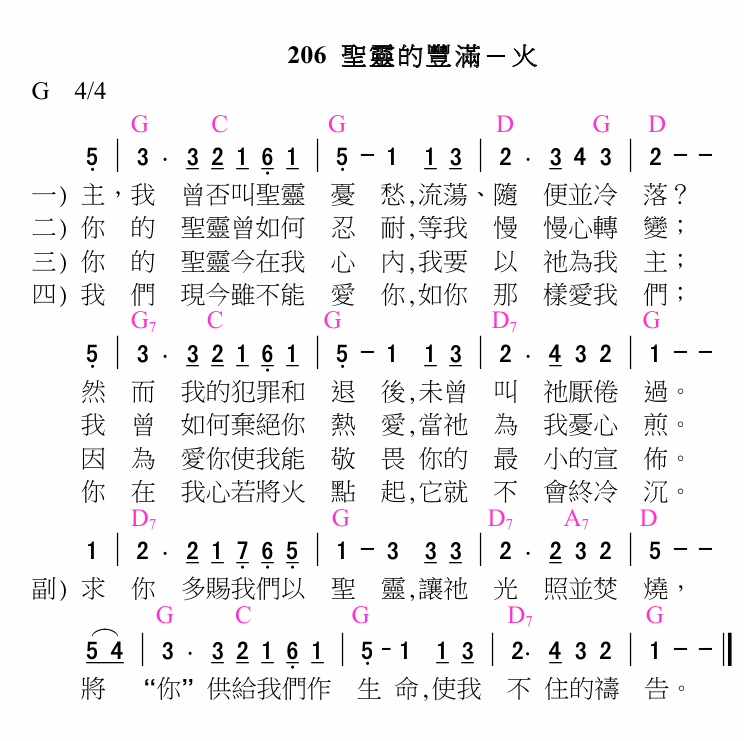 206 聖靈的豐滿－火
G 4/4
G C G D G D
5 | 3 . 3 2 1 6 1 | 5 - 1 1 3 | 2 . 3 4 3 | 2 - -
一) 主，我 曾否叫聖靈 憂 愁,流蕩、隨 便並冷 落？
二) 你 的 聖靈曾如何 忍 耐,等我 慢 慢心轉 變；
三) 你 的 聖靈今在我 心 內,我要 以 祂為我 主；
四) 我 們 現今雖不能 愛 你,如你 那 樣愛我 們；
G7 C G D7 G
5 | 3 . 3 2 1 6 1 | 5 - 1 1 3 | 2 . 4 3 2 | 1 - -
然 而 我的犯罪和 退 後,未曾 叫 祂厭倦 過。
我 曾 如何棄絕你 熱 愛,當祂 為 我憂心 煎。
因 為 愛你使我能 敬 畏 你的 最 小的宣 佈。
你 在 我心若將火 點 起,它就 不 會終冷 沉。
D7 G D7 A7 D
1 | 2 . 2 1 7 6 5 | 1 - 3 3 3 | 2 . 2 3 2 | 5 - -
副) 求 你 多賜我們以 聖 靈,讓祂 光 照並焚 燒，
G C G D7 G
5 4 | 3 . 3 2 1 6 1 | 5 - 1 1 3 | 2 . 4 3 2 | 1 - - ||
將 “你” 供給我們作 生 命,使我 不 住的禱 告。